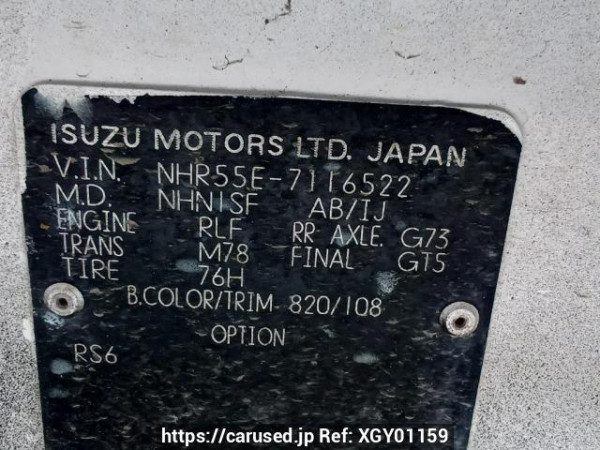 ISUZU MOTORS LTD. JAPAN
V.I.N. NHR55E-7116522
M.D. NHN1SF AB/IJ
ENGINE RLF RR AXLE. G73
TRANS M78 FINAL GT5
TIRE 76H
B.COLOR/TRIM 820/108
OPTION
RS6
https://carused.jp Ref: XGY01159